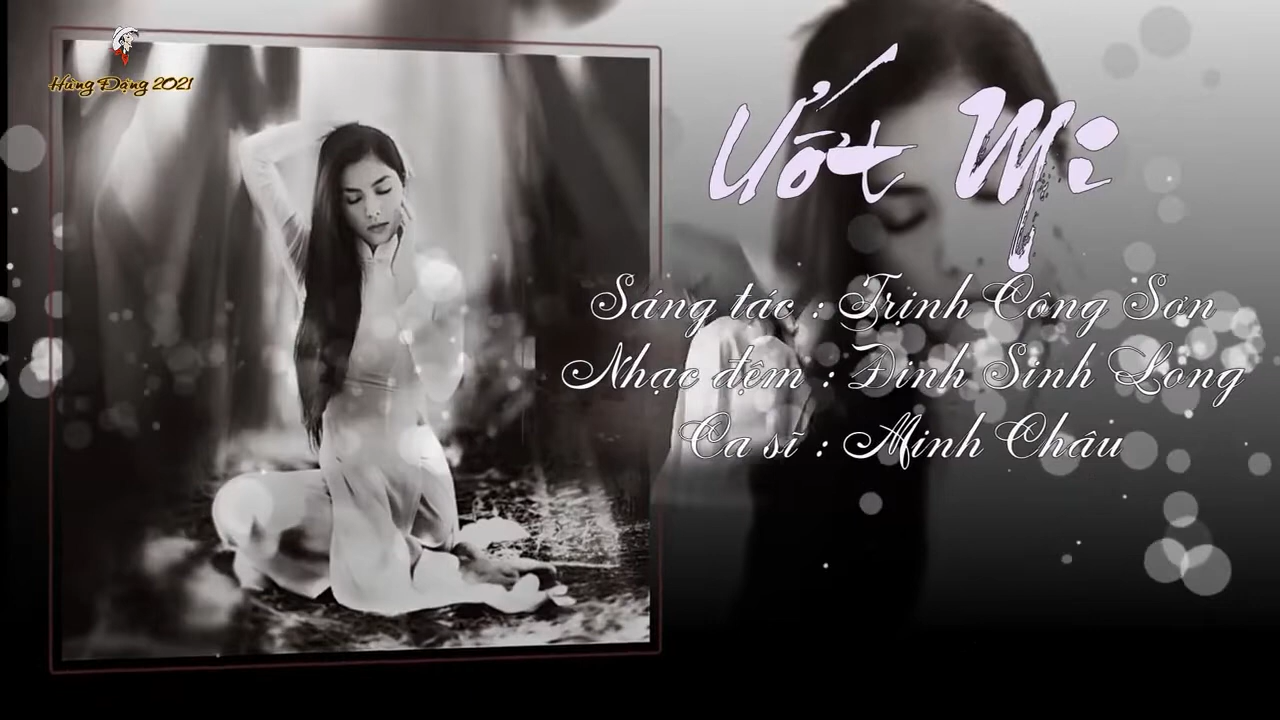 Hùng Đặng 2021
Ướt Mi
Sáng tác : Trịnh Công Sơn
Nhạc đệm : Đinh Sinh Long
Ca sĩ : Minh Châu